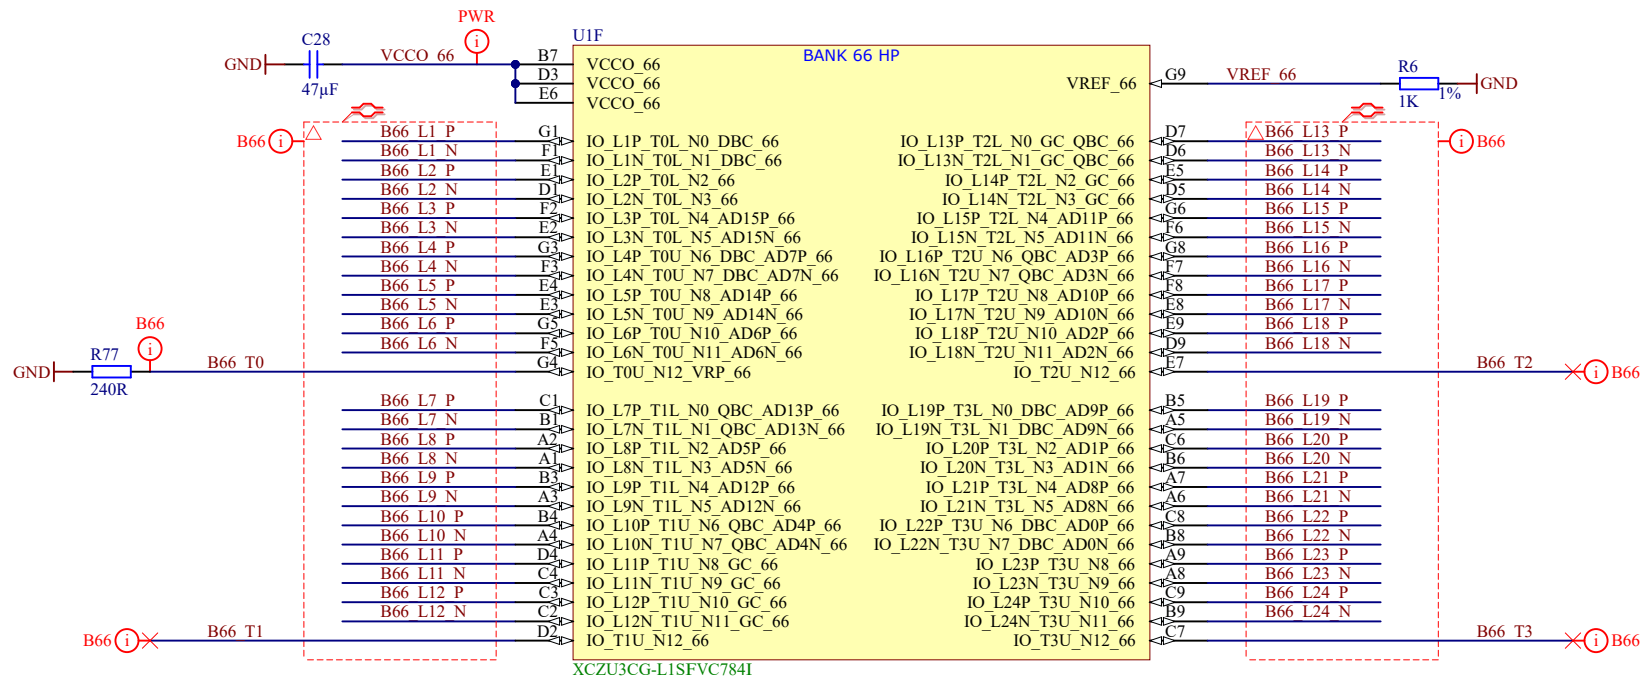 PWR
C28
U1F
GND
VCCO_66
B7
VCCO_66
BANK 66 HP
D3
VCCO_66
47µF
E6
VCCO_66
VREF_66
G9
VREF_66
R6
GND
1K
1%
B66 i
B66_L1_P G1 IO_L1P_T0L_N0_DBC_66 IO_L13P_T2L_N0_GC_QBC_66 D7 B66_L13_P
i B66
B66_L1_N F1 IO_L1N_T0L_N1_DBC_66 IO_L13N_T2L_N1_GC_QBC_66 D6 B66_L13_N
B66_L2_P E1 IO_L2P_T0L_N2_66 IO_L14P_T2L_N2_GC_66 E5 B66_L14_P
B66_L2_N D1 IO_L2N_T0L_N3_66 IO_L14N_T2L_N3_GC_66 D5 B66_L14_N
B66_L3_P F2 IO_L3P_T0L_N4_AD15P_66 IO_L15P_T2L_N4_AD11P_66 G6 B66_L15_P
B66_L3_N E2 IO_L3N_T0L_N5_AD15N_66 IO_L15N_T2L_N5_AD11N_66 F6 B66_L15_N
B66_L4_P G3 IO_L4P_T0U_N6_DBC_AD7P_66 IO_L16P_T2U_N6_QBC_AD3P_66 G8 B66_L16_P
B66_L4_N F3 IO_L4N_T0U_N7_DBC_AD7N_66 IO_L16N_T2U_N7_QBC_AD3N_66 F7 B66_L16_N
B66_L5_P E4 IO_L5P_T0U_N8_AD14P_66 IO_L17P_T2U_N8_AD10P_66 F8 B66_L17_P
B66_L5_N E3 IO_L5N_T0U_N9_AD14N_66 IO_L17N_T2U_N9_AD10N_66 E8 B66_L17_N
B66_L6_P G5 IO_L6P_T0U_N10_AD6P_66 IO_L18P_T2U_N10_AD2P_66 E9 B66_L18_P
B66_L6_N F5 IO_L6N_T0U_N11_AD6N_66 IO_L18N_T2U_N11_AD2N_66 D9 B66_L18_N
B66
i
R77
GND
240R
B66_T0 G4 IO_T0U_N12_VRP_66 IO_T2U_N12_66 E7 B66_T2
i B66
B66_L7_P C1 IO_L7P_T1L_N0_QBC_AD13P_66 IO_L19P_T3L_N0_DBC_AD9P_66 B5 B66_L19_P
B66_L7_N B1 IO_L7N_T1L_N1_QBC_AD13N_66 IO_L19N_T3L_N1_DBC_AD9N_66 A5 B66_L19_N
B66_L8_P A2 IO_L8P_T1L_N2_AD5P_66 IO_L20P_T3L_N2_AD1P_66 C6 B66_L20_P
B66_L8_N A1 IO_L8N_T1L_N3_AD5N_66 IO_L20N_T3L_N3_AD1N_66 B6 B66_L20_N
B66_L9_P B3 IO_L9P_T1L_N4_AD12P_66 IO_L21P_T3L_N4_AD8P_66 A7 B66_L21_P
B66_L9_N A3 IO_L9N_T1L_N5_AD12N_66 IO_L21N_T3L_N5_AD8N_66 A6 B66_L21_N
B66_L10_P B4 IO_L10P_T1U_N6_QBC_AD4P_66 IO_L22P_T3U_N6_DBC_AD0P_66 C8 B66_L22_P
B66_L10_N A4 IO_L10N_T1U_N7_QBC_AD4N_66 IO_L22N_T3U_N7_DBC_AD0N_66 B8 B66_L22_N
B66_L11_P D4 IO_L11P_T1U_N8_GC_66 IO_L23P_T3U_N8_66 A9 B66_L23_P
B66_L11_N C4 IO_L11N_T1U_N9_GC_66 IO_L23N_T3U_N9_66 A8 B66_L23_N
B66_L12_P C3 IO_L12P_T1U_N10_GC_66 IO_L24P_T3U_N10_66 C9 B66_L24_P
B66_L12_N C2 IO_L12N_T1U_N11_GC_66 IO_L24N_T3U_N11_66 B9 B66_L24_N
B66 i
B66_T1 D2 IO_T1U_N12_66 IO_T3U_N12_66 C7 B66_T3
i B66
XCZU3CG-L1SFVC784I